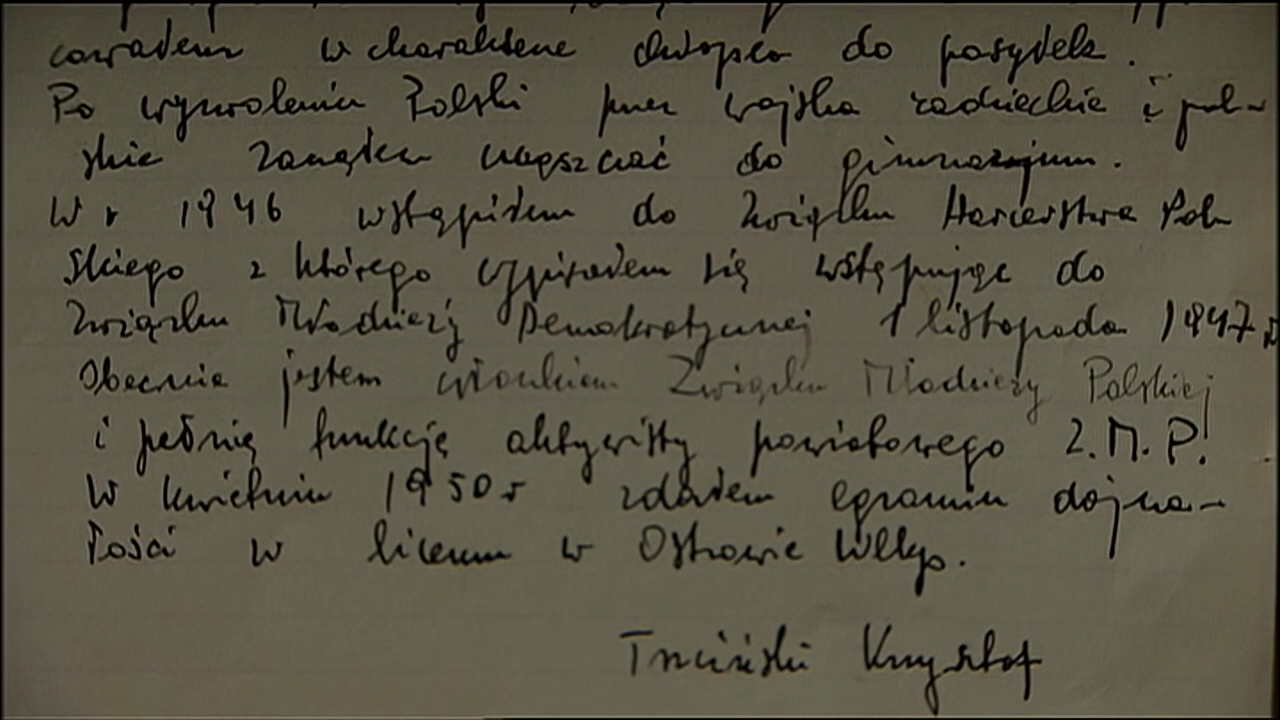 cowałem w charakterze chłopca do posyłek.
Po wyzwoleniu Polski przez wojska radzieckie i pol-
skie zacząłem uczęszczać do gimnazjum.
W r 1946 wstąpiłem do Związku Harcerstwa Pol-
skiego z którego wypisałem się wstępując do
Związku Młodzieży Demokratycznej 1 listopada 1947 r
Obecnie jestem członkiem Związku Młodzieży Polskiej
i pełnię funkcję aktywisty powiatowego Z.M.P.
W kwietniu 1950 r zdałem egzamin dojrza-
łości w liceum w Ostrowie Wlkp.
Trzciński Krzysztof